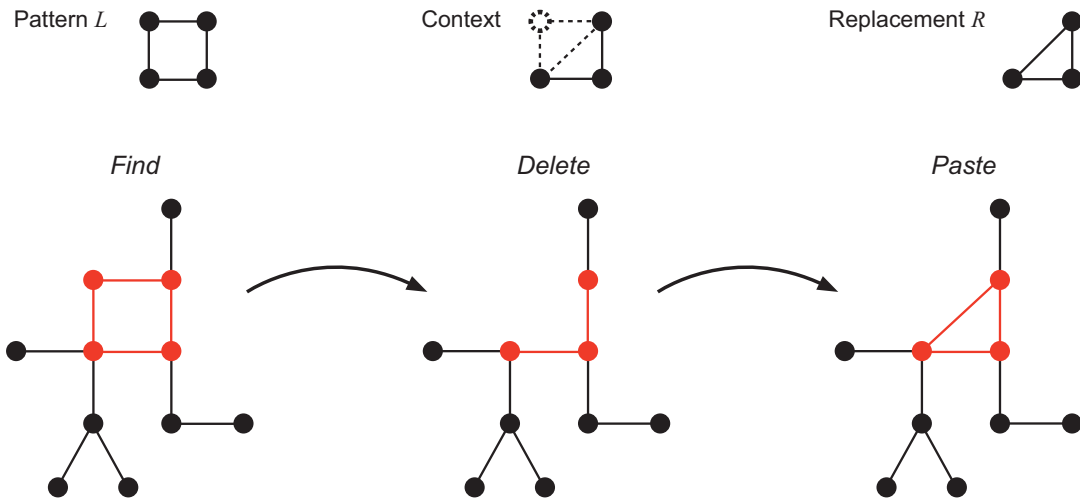 Pattern L
Context
Replacement R
Find
Delete
Paste